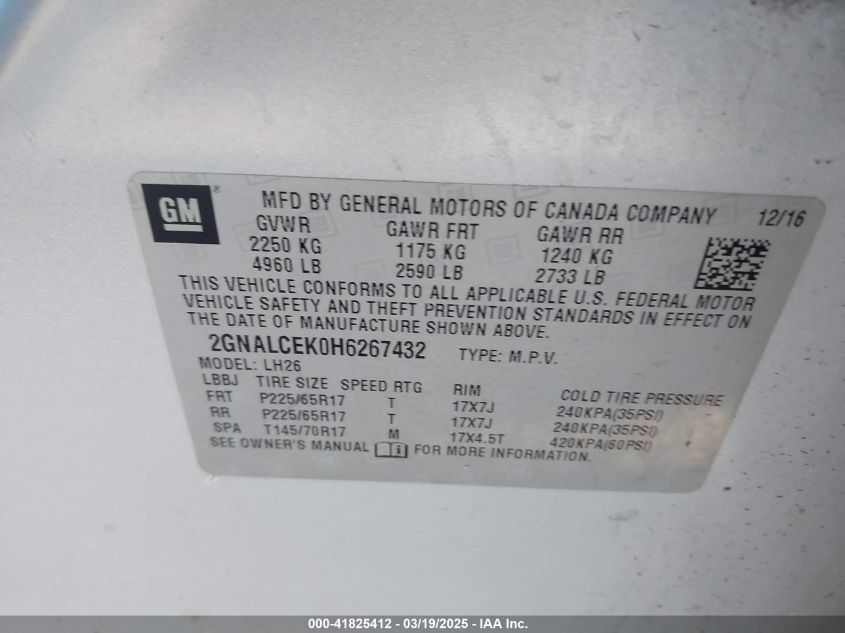 GM ® MFD BY GENERAL MOTORS OF CANADA COMPANY 12/16
GVWR GAWR FRT GAWR RR
2250 KG 1175 KG 1240 KG
4960 LB 2590 LB 2733 LB
THIS VEHICLE CONFORMS TO ALL APPLICABLE U.S. FEDERAL MOTOR
VEHICLE SAFETY AND THEFT PREVENTION STANDARDS IN EFFECT ON
THE DATE OF MANUFACTURE SHOWN ABOVE.
2GNALCEK0H6267432 TYPE: M.P.V.
MODEL: LH26
LBBJ TIRE SIZE SPEED RTG RIM COLD TIRE PRESSURE
FRT P225/65R17 T 17X7J 240KPA(35PSI)
RR P225/65R17 T 17X7J 240KPA(35PSI)
SPA T145/70R17 M 17X4.5T 420KPA(60PSI)
SEE OWNER'S MANUAL i FOR MORE INFORMATION.
000-41825412 - 03/19/2025 - IAA Inc.